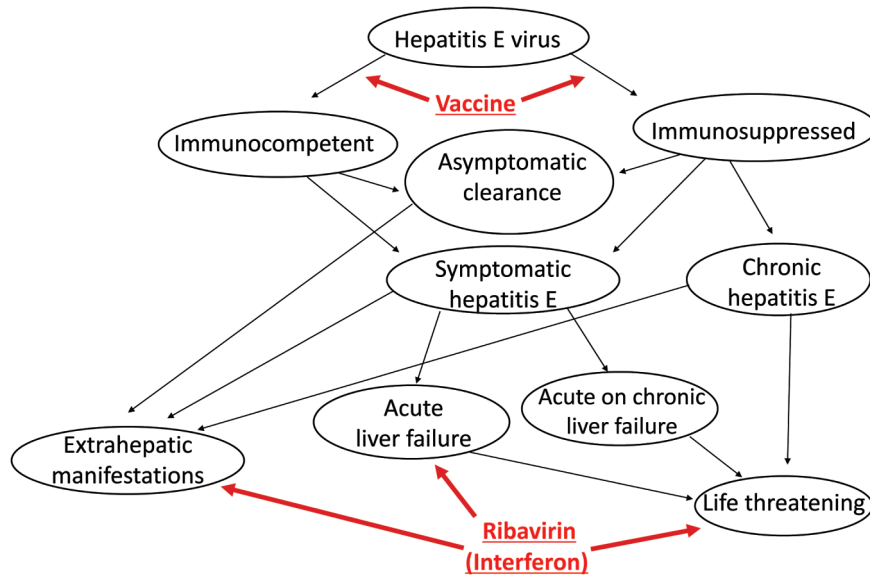 Hepatitis E virus
Vaccine
Immunocompetent
Immunosuppressed
Asymptomatic
clearance
Symptomatic
hepatitis E
Chronic
hepatitis E
Acute
liver failure
Acute on chronic
liver failure
Extrahepatic
manifestations
Life threatening
Ribavirin
(Interferon)